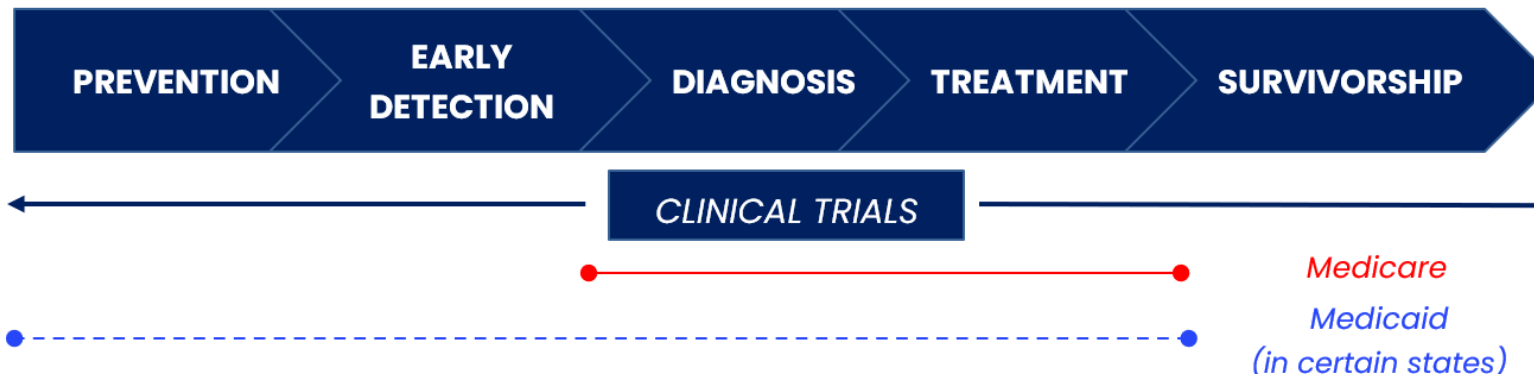 PREVENTION
EARLY
DETECTION
DIAGNOSIS
TREATMENT
SURVIVORSHIP
CLINICAL TRIALS
Medicare
Medicaid
(in certain states)